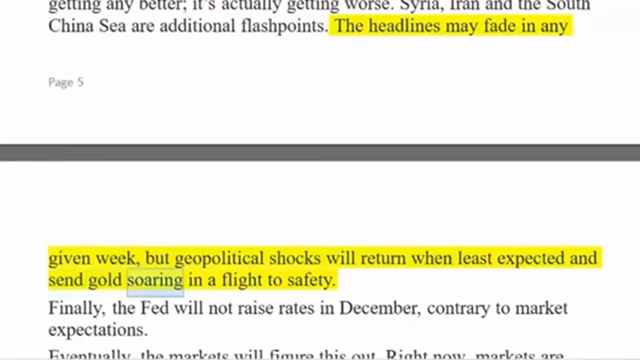 getting any better; it's actually getting worse. Syria, Iran and the South
China Sea are additional flashpoints. The headlines may fade in any
Page 5
given week, but geopolitical shocks will return when least expected and
send gold soaring in a flight to safety.
Finally, the Fed will not raise rates in December, contrary to market
expectations.
Eventually, the markets will figure this out. Right now, markets are